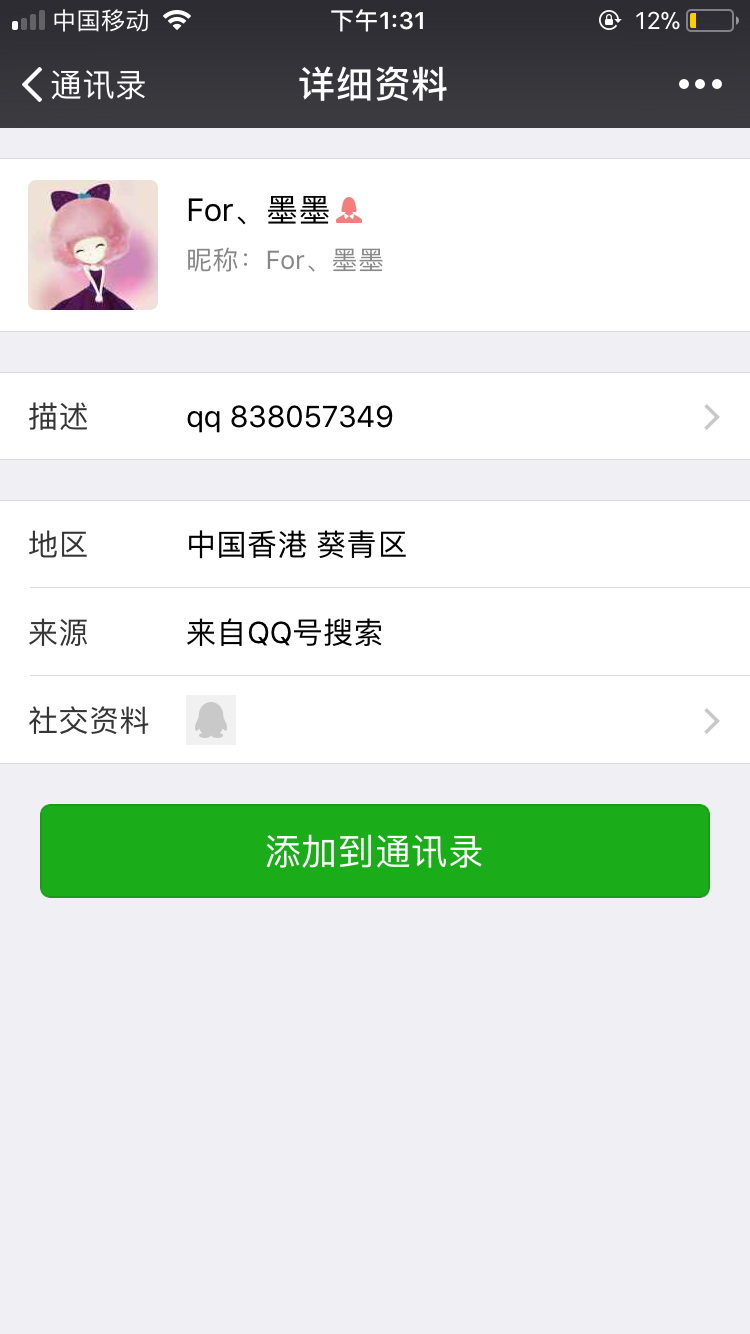 中国移动 下午1:31 12%
通讯录 详细资料
For、墨墨
昵称：For、墨墨
描述 qq 838057349
地区 中国香港 葵青区
来源 来自QQ号搜索
社交资料
添加到通讯录